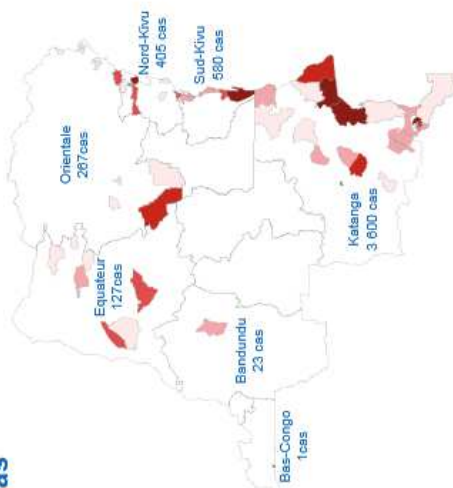 as
Nord-Kivu
405 cas
Sud-Kivu
580 cas
Orientale
267cas
Equateur
127cas
Katanga
3 600 cas
Bandundu
23 cas
Bas-Congo
1cas